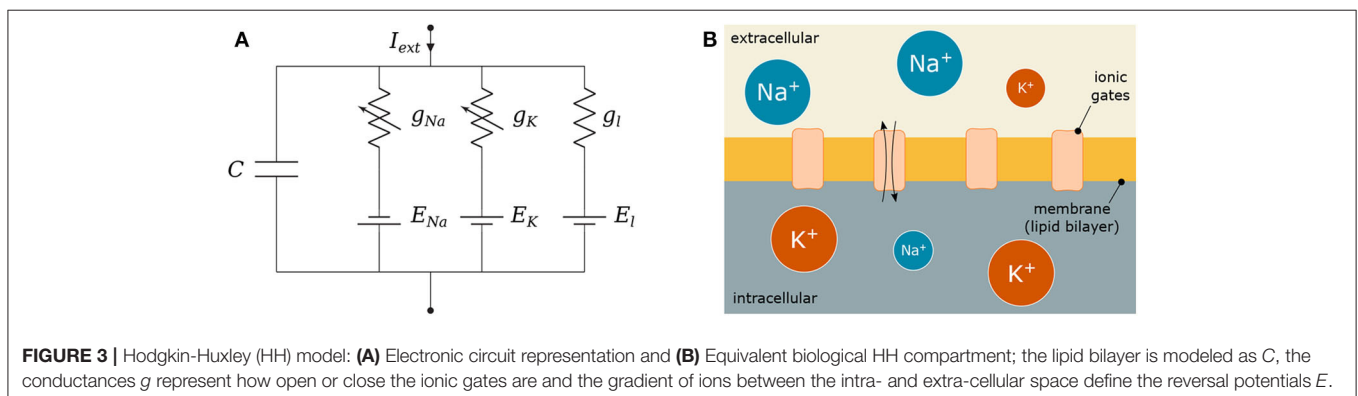 A
I_ext
C
g_Na
g_K
g_l
E_Na
E_K
E_l
B
extracellular
Na⁺
Na⁺
K⁺
ionic
gates
membrane
(lipid bilayer)
K⁺
Na⁺
K⁺
intracellular
FIGURE 3 | Hodgkin-Huxley (HH) model: (A) Electronic circuit representation and (B) Equivalent biological HH compartment; the lipid bilayer is modeled as C, the
conductances g represent how open or close the ionic gates are and the gradient of ions between the intra- and extra-cellular space define the reversal potentials E.